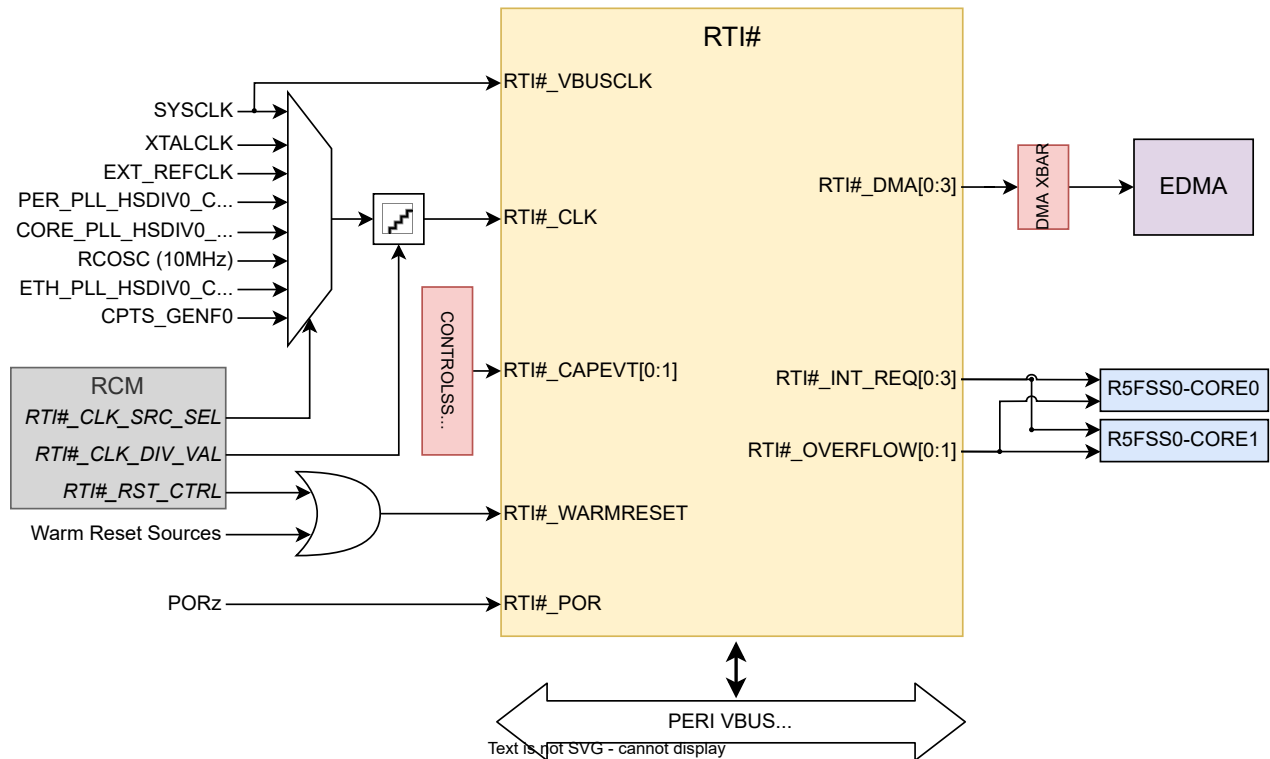 RTI#
SYSCLK
XTALCLK
EXT_REFCLK
PER_PLL_HSDIV0_C...
CORE_PLL_HSDIV0_...
RCOSC (10MHz)
ETH_PLL_HSDIV0_C...
CPTS_GENF0
RCM
RTI#_CLK_SRC_SEL
RTI#_CLK_DIV_VAL
RTI#_RST_CTRL
Warm Reset Sources
PORz
CONTROLSS...
RTI#_VBUSCLK
RTI#_CLK
RTI#_CAPEVT[0:1]
RTI#_WARMRESET
RTI#_POR
RTI#_DMA[0:3]
RTI#_INT_REQ[0:3]
RTI#_OVERFLOW[0:1]
DMA XBAR
EDMA
R5FSS0-CORE0
R5FSS0-CORE1
PERI VBUS...
Text is not SVG - cannot display